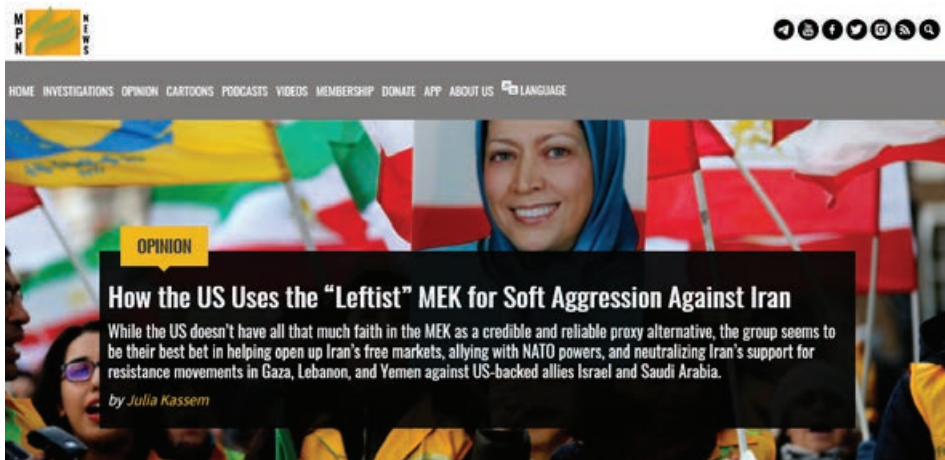 MPN NEWS
HOME INVESTIGATIONS OPINION CARTOONS PODCASTS VIDEOS MEMBERSHIP DONATE APP ABOUT US LANGUAGE
OPINION
How the US Uses the “Leftist” MEK for Soft Aggression Against Iran
While the US doesn’t have all that much faith in the MEK as a credible and reliable proxy alternative, the group seems to
be their best bet in helping open up Iran’s free markets, allying with NATO powers, and neutralizing Iran’s support for
resistance movements in Gaza, Lebanon, and Yemen against US-backed allies Israel and Saudi Arabia.
by Julia Kassem